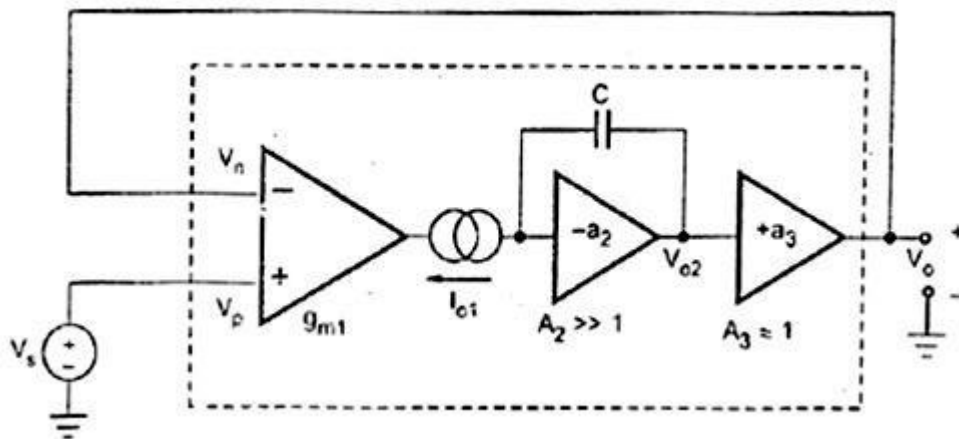 C
Vn
−
−a2
+a3
+
Vo2
Vo
+
Vp
gm1
Io1
A2 >> 1
A3 = 1
−
Vs
+
−